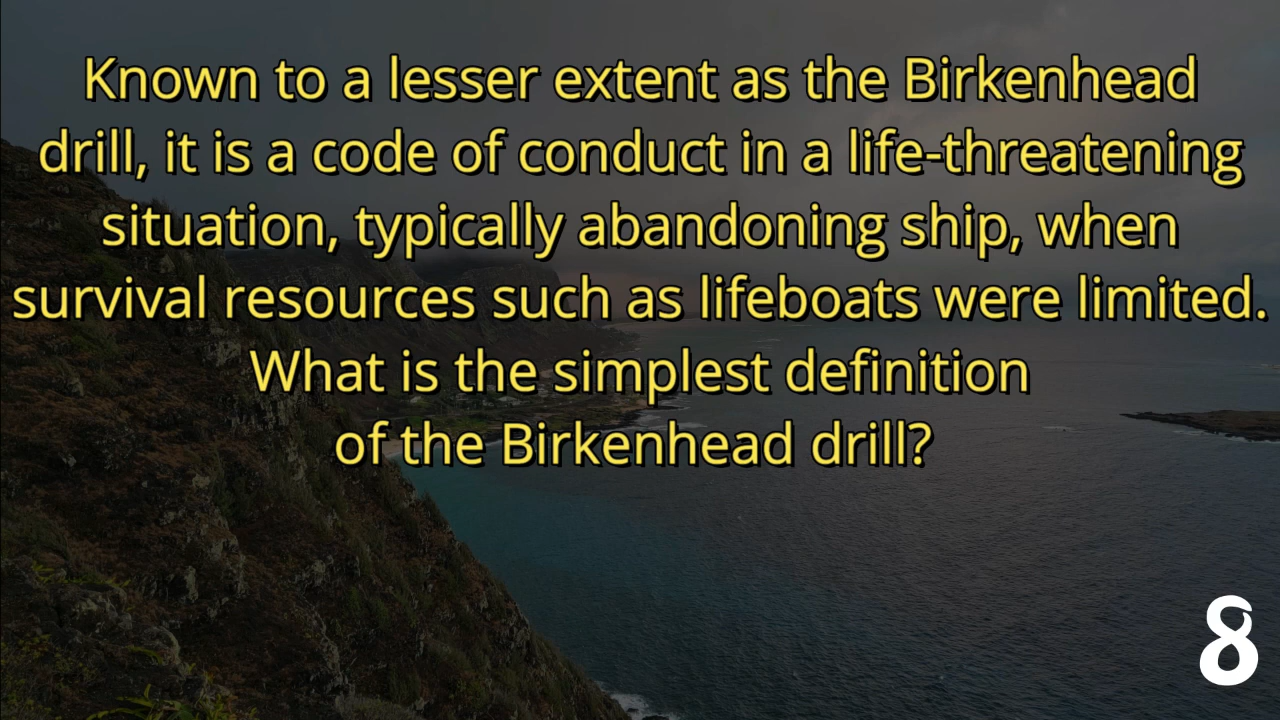 Known to a lesser extent as the Birkenhead
drill, it is a code of conduct in a life-threatening
situation, typically abandoning ship, when
survival resources such as lifeboats were limited.
What is the simplest definition
of the Birkenhead drill?
8